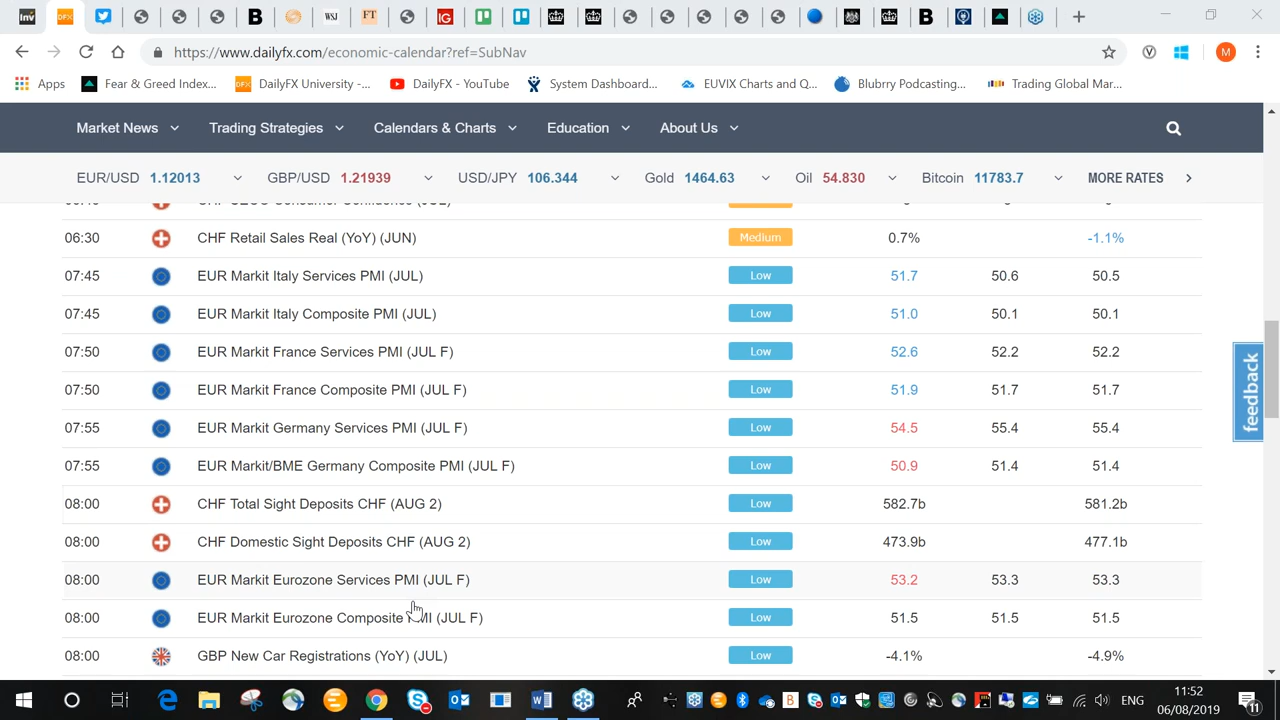 Inv DFX B WSJ FT IG B
https://www.dailyfx.com/economic-calendar?ref=SubNav M
Apps Fear & Greed Index... DFX DailyFX University -... DailyFX - YouTube System Dashboard... EUVIX Charts and Q... Blubrry Podcasting... Trading Global Mar...
Market News Trading Strategies Calendars & Charts Education About Us
EUR/USD 1.12013 GBP/USD 1.21939 USD/JPY 106.344 Gold 1464.63 Oil 54.830 Bitcoin 11783.7 MORE RATES
06:30 CHF Retail Sales Real (YoY) (JUN) Medium 0.7% -1.1%
07:45 EUR Markit Italy Services PMI (JUL) Low 51.7 50.6 50.5
07:45 EUR Markit Italy Composite PMI (JUL) Low 51.0 50.1 50.1
07:50 EUR Markit France Services PMI (JUL F) Low 52.6 52.2 52.2
07:50 EUR Markit France Composite PMI (JUL F) Low 51.9 51.7 51.7
07:55 EUR Markit Germany Services PMI (JUL F) Low 54.5 55.4 55.4
07:55 EUR Markit/BME Germany Composite PMI (JUL F) Low 50.9 51.4 51.4
08:00 CHF Total Sight Deposits CHF (AUG 2) Low 582.7b 581.2b
08:00 CHF Domestic Sight Deposits CHF (AUG 2) Low 473.9b 477.1b
08:00 EUR Markit Eurozone Services PMI (JUL F) Low 53.2 53.3 53.3
08:00 EUR Markit Eurozone Composite PMI (JUL F) Low 51.5 51.5 51.5
08:00 GBP New Car Registrations (YoY) (JUL) Low -4.1% -4.9%
feedback
ENG 11:52
06/08/2019 11